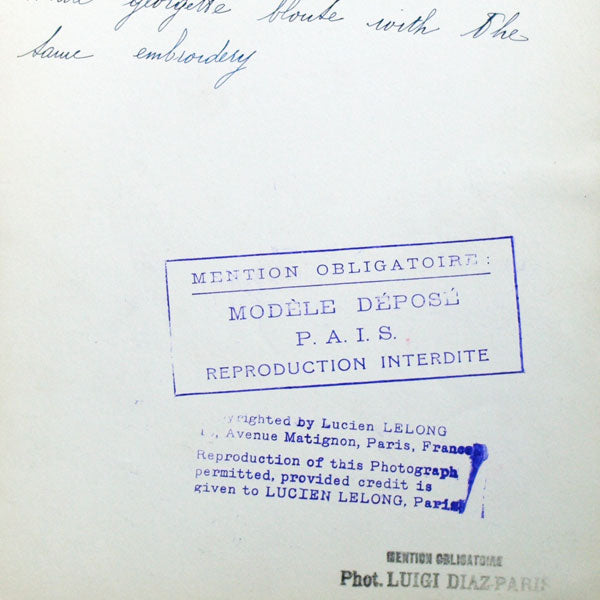 georgette blouse with the
same embroidery
MENTION OBLIGATOIRE:
MODÈLE DÉPOSÉ
P. A. I. S.
REPRODUCTION INTERDITE
by Lucien LELONG
Avenue Matignon, Paris, France
Reproduction of this Photograph
permitted, provided credit is
given to LUCIEN LELONG, Paris
MENTION OBLIGATOIRE
Phot. LUIGI DIAZ-PARIS